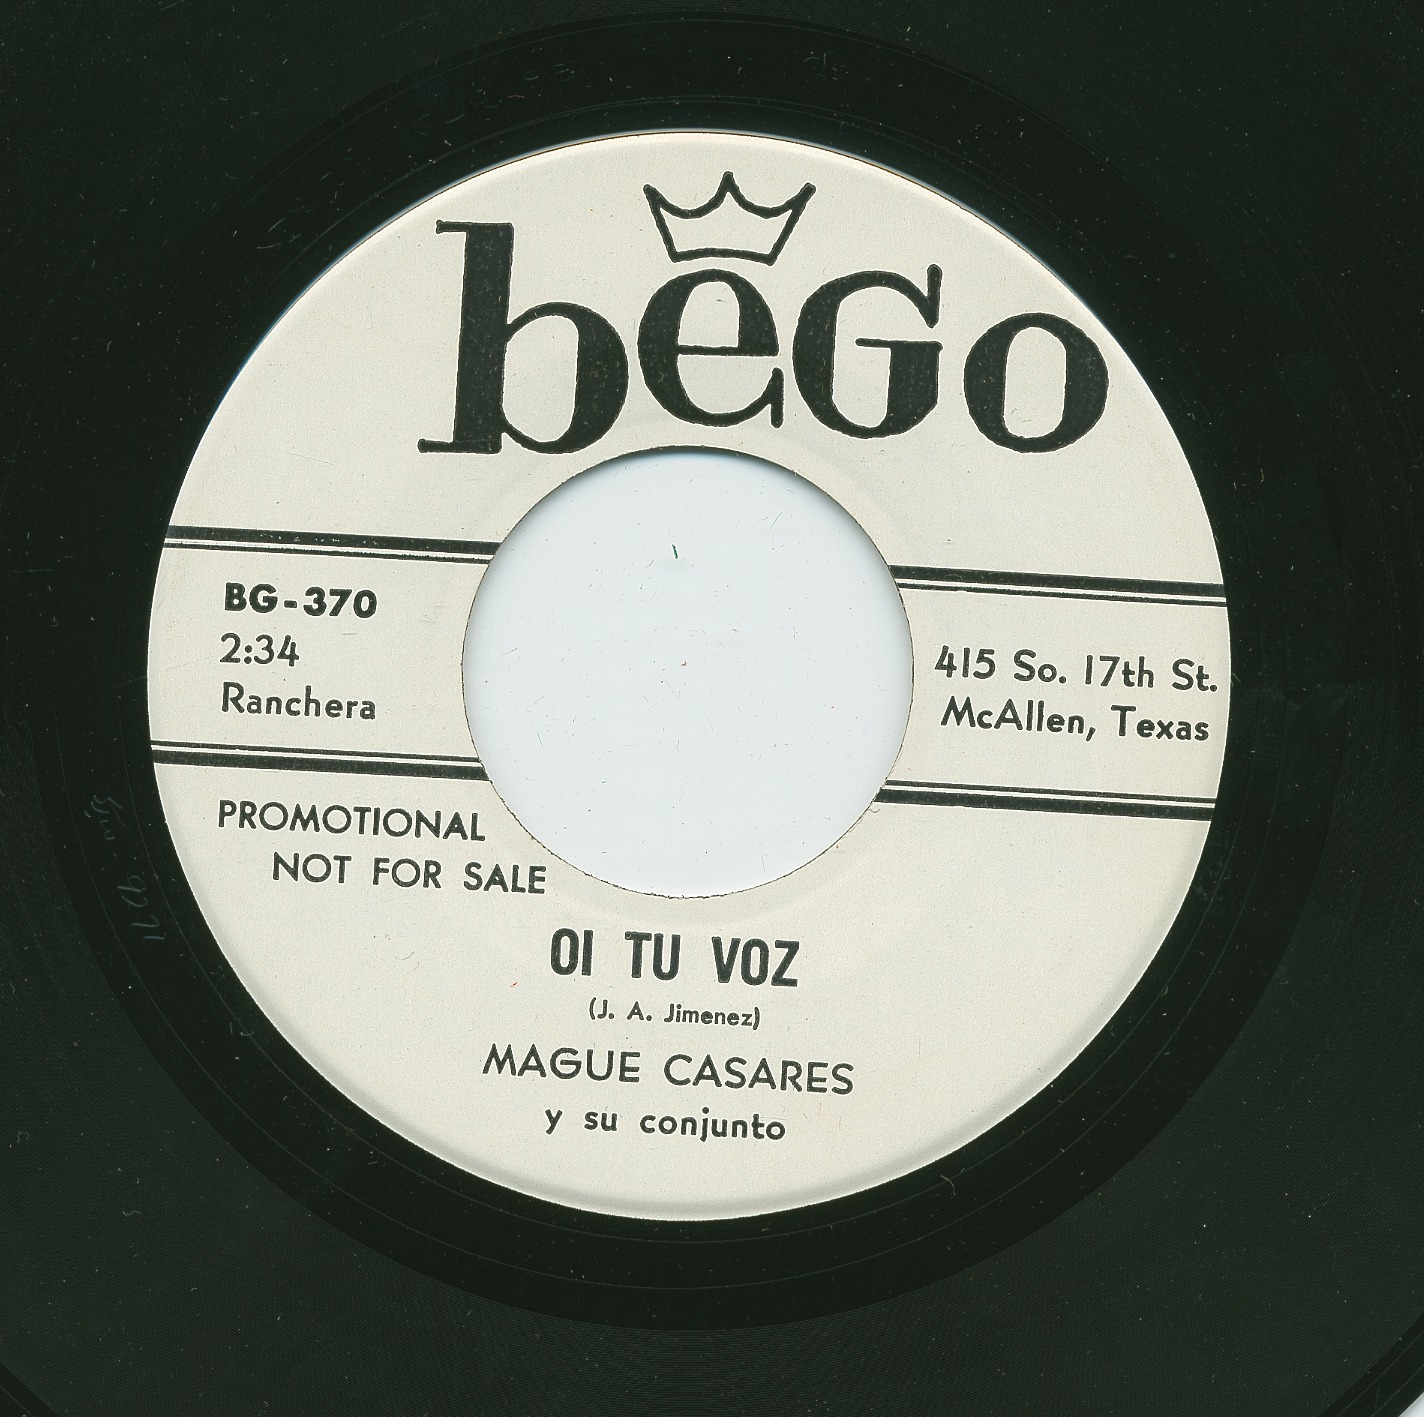 beGo
BG-370
2:34
Ranchera
415 So. 17th St.
McAllen, Texas
PROMOTIONAL
NOT FOR SALE
OI TU VOZ
(J. A. Jimenez)
MAGUE CASARES
y su conjunto